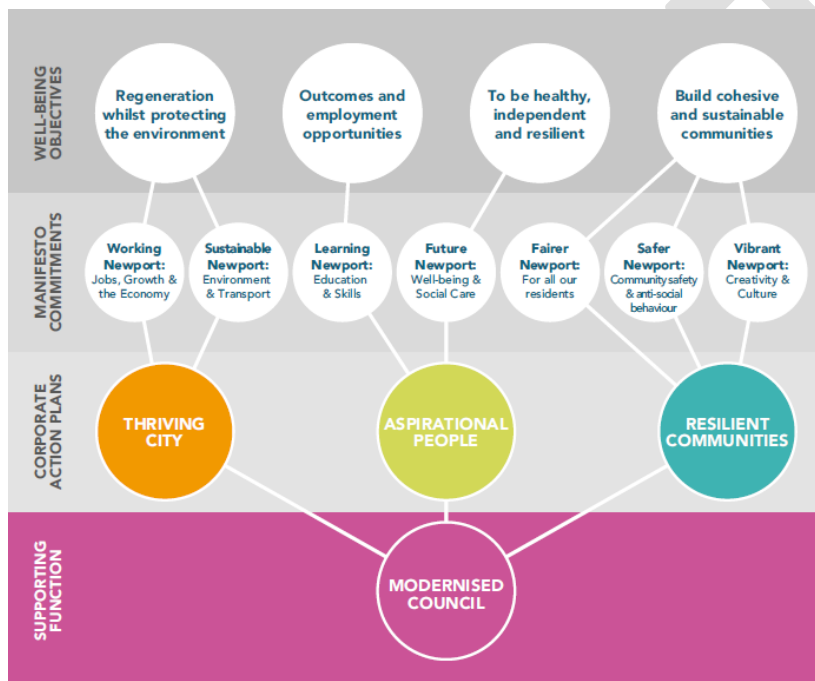 WELL-BEING
OBJECTIVES
Regeneration
whilst protecting
the environment
Outcomes and
employment
opportunities
To be healthy,
independent
and resilient
Build cohesive
and sustainable
communities
MANIFESTO
COMMITMENTS
Working
Newport:
Jobs, Growth &
the Economy
Sustainable
Newport:
Environment
& Transport
Learning
Newport:
Education
& Skills
Future
Newport:
Well-being &
Social Care
Fairer
Newport:
For all our
residents
Safer
Newport:
Community safety
& anti-social
behaviour
Vibrant
Newport:
Creativity &
Culture
CORPORATE
ACTION PLANS
THRIVING
CITY
ASPIRATIONAL
PEOPLE
RESILIENT
COMMUNITIES
SUPPORTING
FUNCTION
MODERNISED
COUNCIL